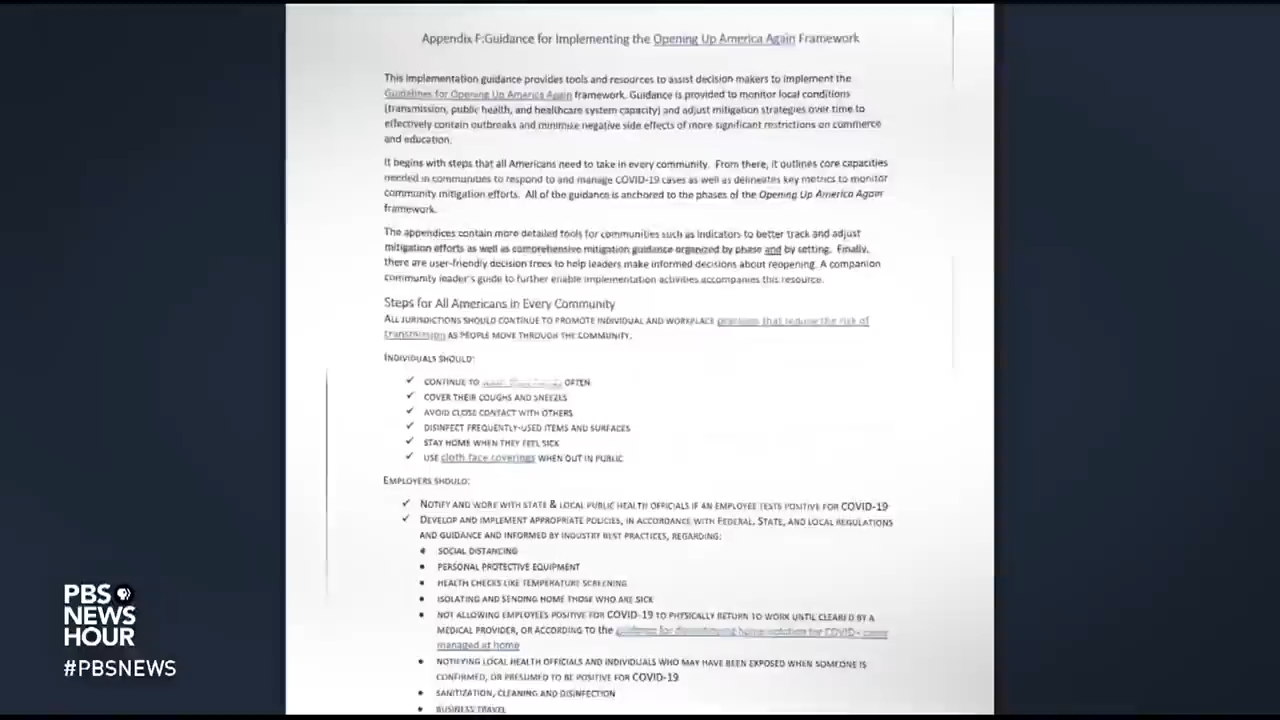 Appendix F:Guidance for Implementing the Opening Up America Again Framework
This implementation guidance provides tools and resources to assist decision makers to implement the
Guidelines for Opening Up America Again framework. Guidance is provided to monitor local conditions
(transmission, public health, and healthcare system capacity) and adjust mitigation strategies over time to
effectively contain outbreaks and minimize negative side effects of more significant restrictions on commerce
and education.
It begins with steps that all Americans need to take in every community. From there, it outlines core capacities
needed in communities to respond to and manage COVID-19 cases as well as delineates key metrics to monitor
community mitigation efforts. All of the guidance is anchored to the phases of the Opening Up America Again
framework.
The appendices contain more detailed tools for communities such as indicators to better track and adjust
mitigation efforts as well as comprehensive mitigation guidance organized by phase and by setting. Finally,
there are user-friendly decision trees to help leaders make informed decisions about reopening. A companion
community leader's guide to further enable implementation activities accompanies this resource.
Steps for All Americans in Every Community
ALL JURISDICTIONS SHOULD CONTINUE TO PROMOTE INDIVIDUAL AND WORKPLACE practices that reduce the risk of
transmission AS PEOPLE MOVE THROUGH THE COMMUNITY.
INDIVIDUALS SHOULD:
✓ CONTINUE TO OFTEN
✓ COVER THEIR COUGHS AND SNEEZES
✓ AVOID CLOSE CONTACT WITH OTHERS
✓ DISINFECT FREQUENTLY-USED ITEMS AND SURFACES
✓ STAY HOME WHEN THEY FEEL SICK
✓ USE cloth face coverings WHEN OUT IN PUBLIC
EMPLOYERS SHOULD:
✓ NOTIFY AND WORK WITH STATE & LOCAL PUBLIC HEALTH OFFICIALS IF AN EMPLOYEE TESTS POSITIVE FOR COVID-19
✓ DEVELOP AND IMPLEMENT APPROPRIATE POLICIES, IN ACCORDANCE WITH FEDERAL, STATE, AND LOCAL REGULATIONS
AND GUIDANCE AND INFORMED BY INDUSTRY BEST PRACTICES, REGARDING:
• SOCIAL DISTANCING
• PERSONAL PROTECTIVE EQUIPMENT
• HEALTH CHECKS LIKE TEMPERATURE SCREENING
• ISOLATING AND SENDING HOME THOSE WHO ARE SICK
• NOT ALLOWING EMPLOYEES POSITIVE FOR COVID-19 TO PHYSICALLY RETURN TO WORK UNTIL CLEARED BY A
MEDICAL PROVIDER, OR ACCORDING TO the guidance for home isolation for COVID- cases
managed at home
• NOTIFYING LOCAL HEALTH OFFICIALS AND INDIVIDUALS WHO MAY HAVE BEEN EXPOSED WHEN SOMEONE IS
CONFIRMED, OR PRESUMED TO BE POSITIVE FOR COVID-19
• SANITIZATION, CLEANING AND DISINFECTION
• BUSINESS TRAVEL
PBS
NEWS
HOUR
#PBSNEWS